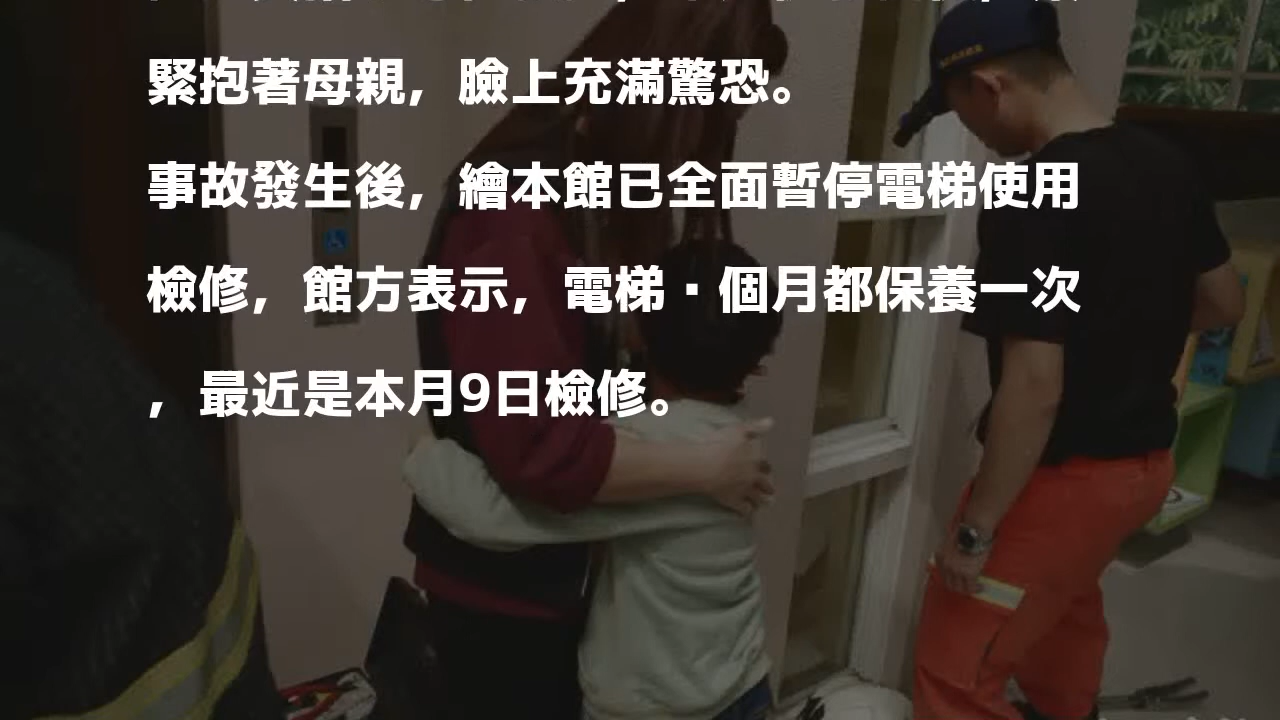 緊抱著母親，臉上充滿驚恐。
事故發生後，繪本館已全面暫停電梯使用
檢修，館方表示，電梯▪個月都保養一次
，最近是本月9日檢修。